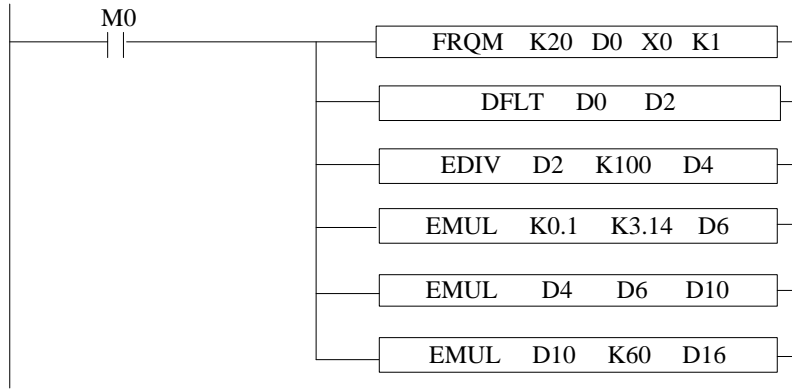 M0
FRQM K20 D0 X0 K1
DFLT D0 D2
EDIV D2 K100 D4
EMUL K0.1 K3.14 D6
EMUL D4 D6 D10
EMUL D10 K60 D16